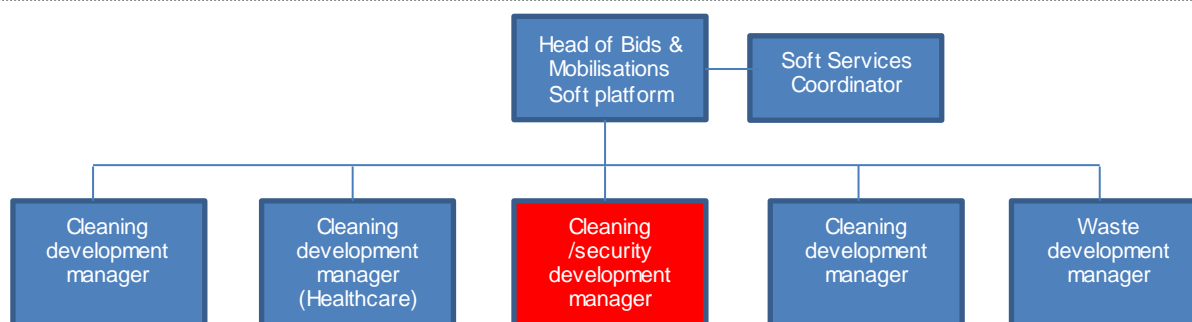 Head of Bids &
Mobilisations
Soft platform
Soft Services
Coordinator
Cleaning
development
manager
Cleaning
development
manager
(Healthcare)
Cleaning
/security
development
manager
Cleaning
development
manager
Waste
development
manager